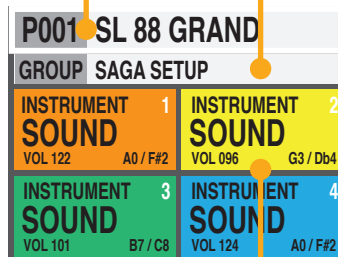 P001 SL 88 GRAND
GROUP SAGA SETUP
INSTRUMENT 1 INSTRUMENT 2
SOUND SOUND
VOL 122 A0 / F#2 VOL 096 G3 / Db4
INSTRUMENT 3 INSTRUMENT 4
SOUND SOUND
VOL 101 B7 / C8 VOL 124 A0 / F#2